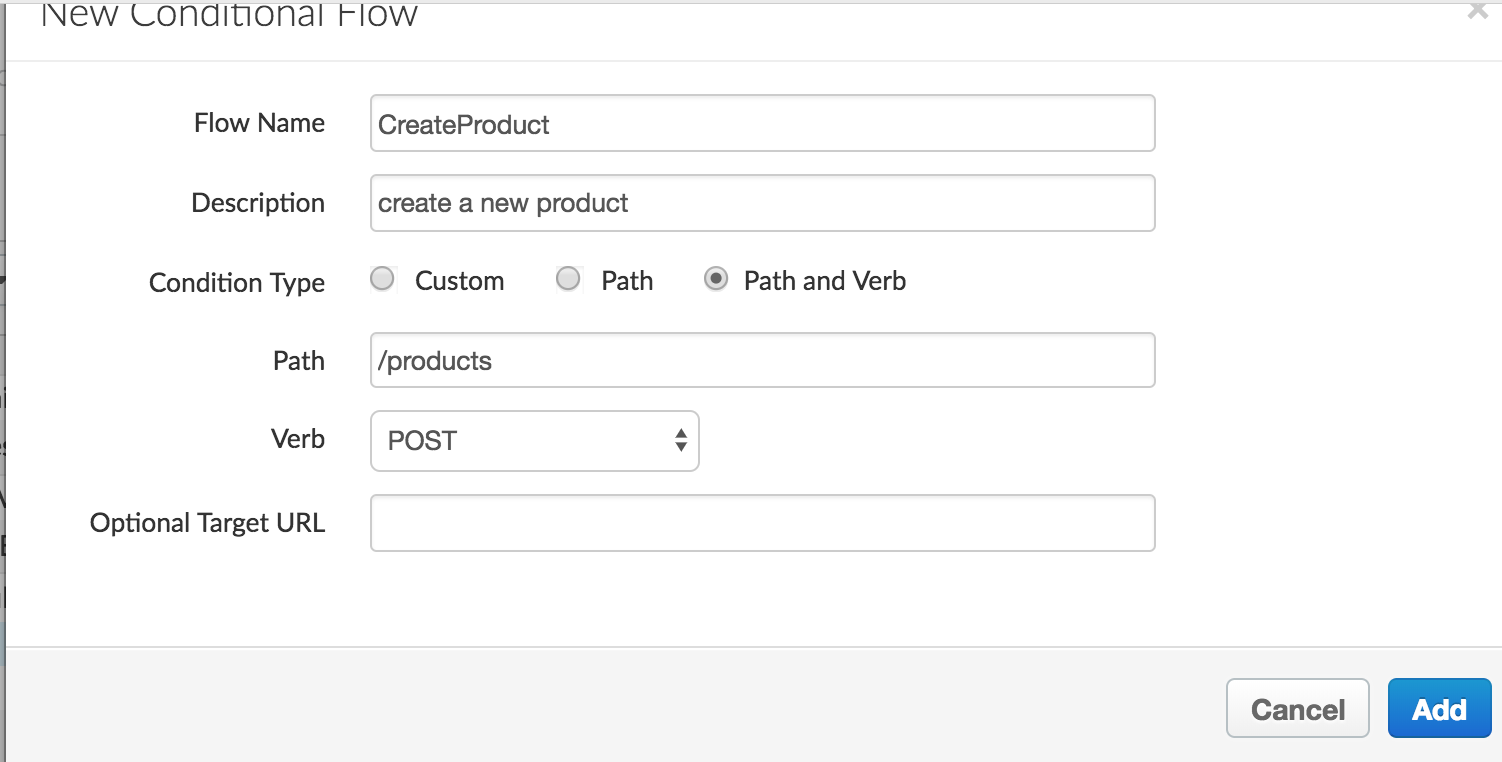 New Conditional Flow
Flow Name CreateProduct
Description create a new product
Condition Type Custom Path Path and Verb
Path /products
Verb POST
Optional Target URL
Cancel Add